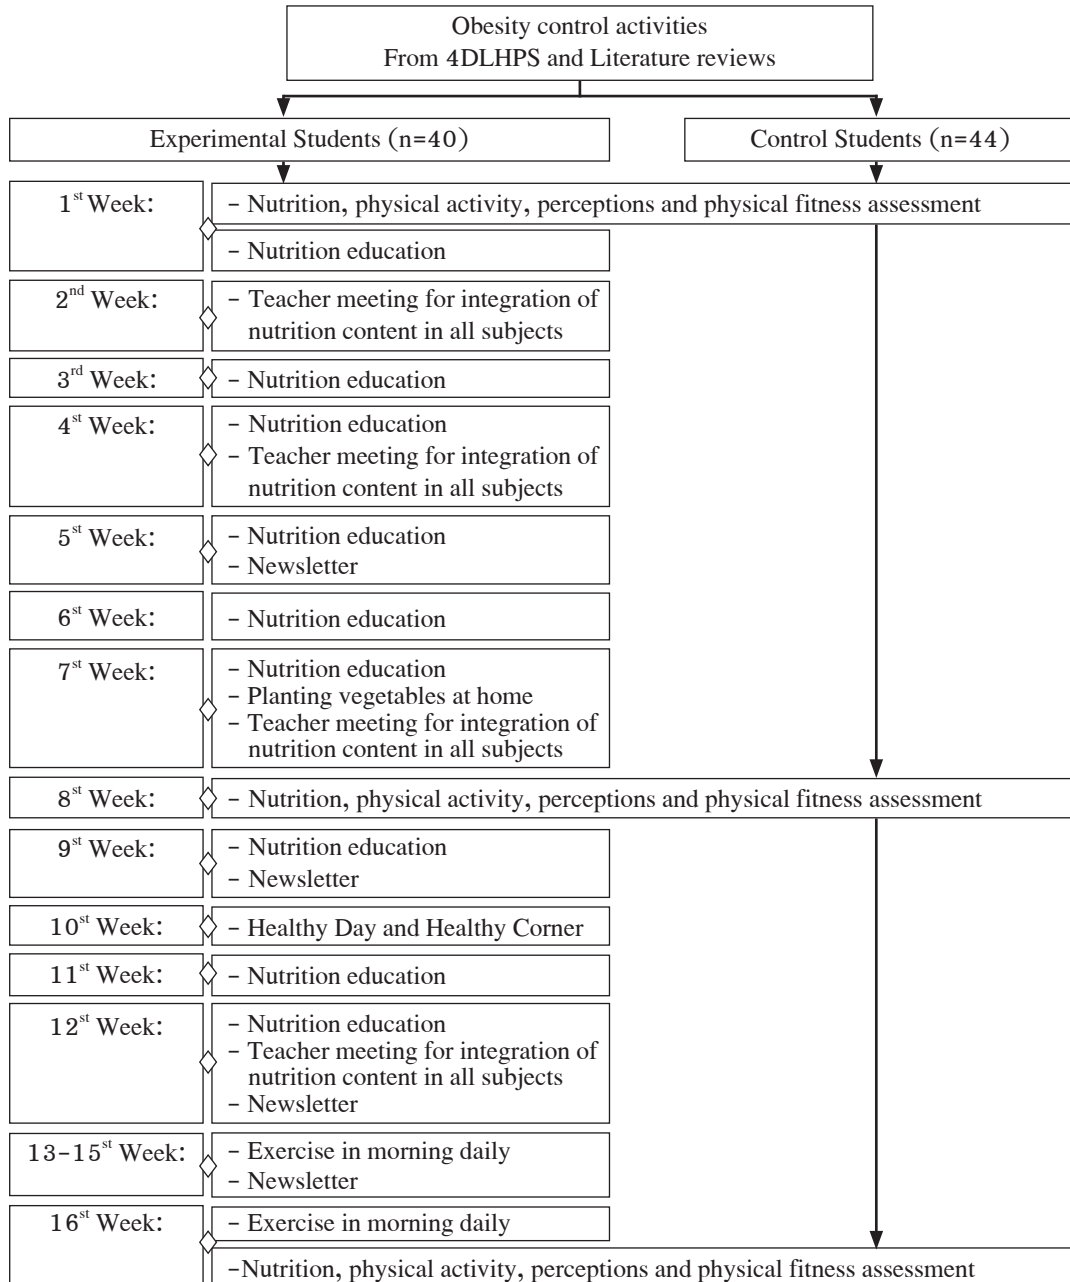 Obesity control activities
From 4DLHPS and Literature reviews
Experimental Students (n=40)
Control Students (n=44)
1st Week:
– Nutrition, physical activity, perceptions and physical fitness assessment
– Nutrition education
2nd Week:
– Teacher meeting for integration of
nutrition content in all subjects
3rd Week:
– Nutrition education
4st Week:
– Nutrition education
– Teacher meeting for integration of
nutrition content in all subjects
5st Week:
– Nutrition education
– Newsletter
6st Week:
– Nutrition education
7st Week:
– Nutrition education
– Planting vegetables at home
– Teacher meeting for integration of
nutrition content in all subjects
8st Week:
– Nutrition, physical activity, perceptions and physical fitness assessment
9st Week:
– Nutrition education
– Newsletter
10st Week:
– Healthy Day and Healthy Corner
11st Week:
– Nutrition education
12st Week:
– Nutrition education
– Teacher meeting for integration of
nutrition content in all subjects
– Newsletter
13–15st Week:
– Exercise in morning daily
– Newsletter
16st Week:
– Exercise in morning daily
–Nutrition, physical activity, perceptions and physical fitness assessment